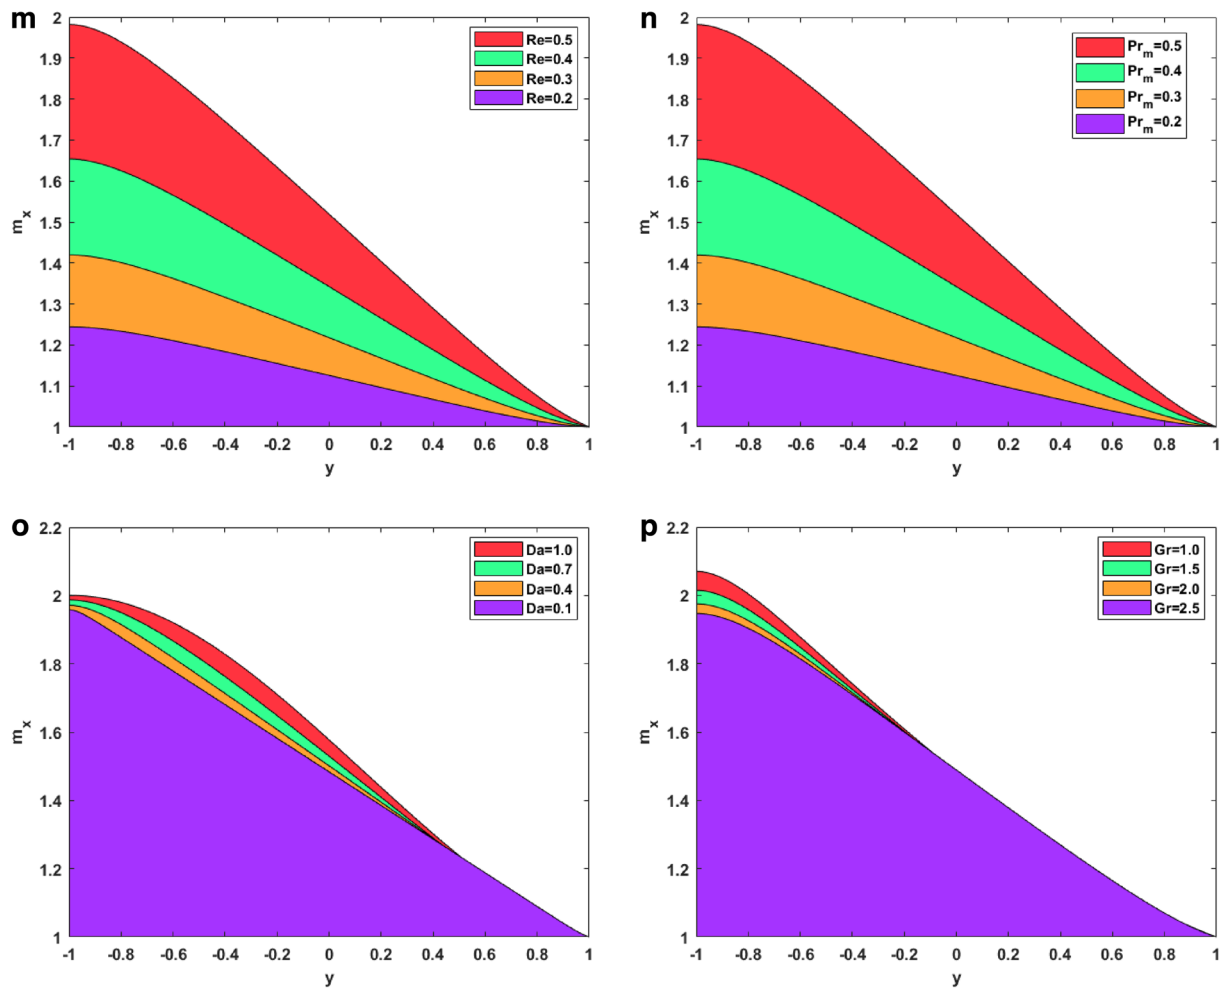 m
2
1.9
1.8
1.7
1.6
1.5
1.4
1.3
1.2
1.1
1
m_x
-1 -0.8 -0.6 -0.4 -0.2 0 0.2 0.4 0.6 0.8 1
y
Re=0.5
Re=0.4
Re=0.3
Re=0.2
n
2
1.9
1.8
1.7
1.6
1.5
1.4
1.3
1.2
1.1
1
m_x
-1 -0.8 -0.6 -0.4 -0.2 0 0.2 0.4 0.6 0.8 1
y
Pr_m=0.5
Pr_m=0.4
Pr_m=0.3
Pr_m=0.2
o
2.2
2
1.8
1.6
1.4
1.2
1
m_x
-1 -0.8 -0.6 -0.4 -0.2 0 0.2 0.4 0.6 0.8 1
y
Da=1.0
Da=0.7
Da=0.4
Da=0.1
p
2.2
2
1.8
1.6
1.4
1.2
1
m_x
-1 -0.8 -0.6 -0.4 -0.2 0 0.2 0.4 0.6 0.8 1
y
Gr=1.0
Gr=1.5
Gr=2.0
Gr=2.5